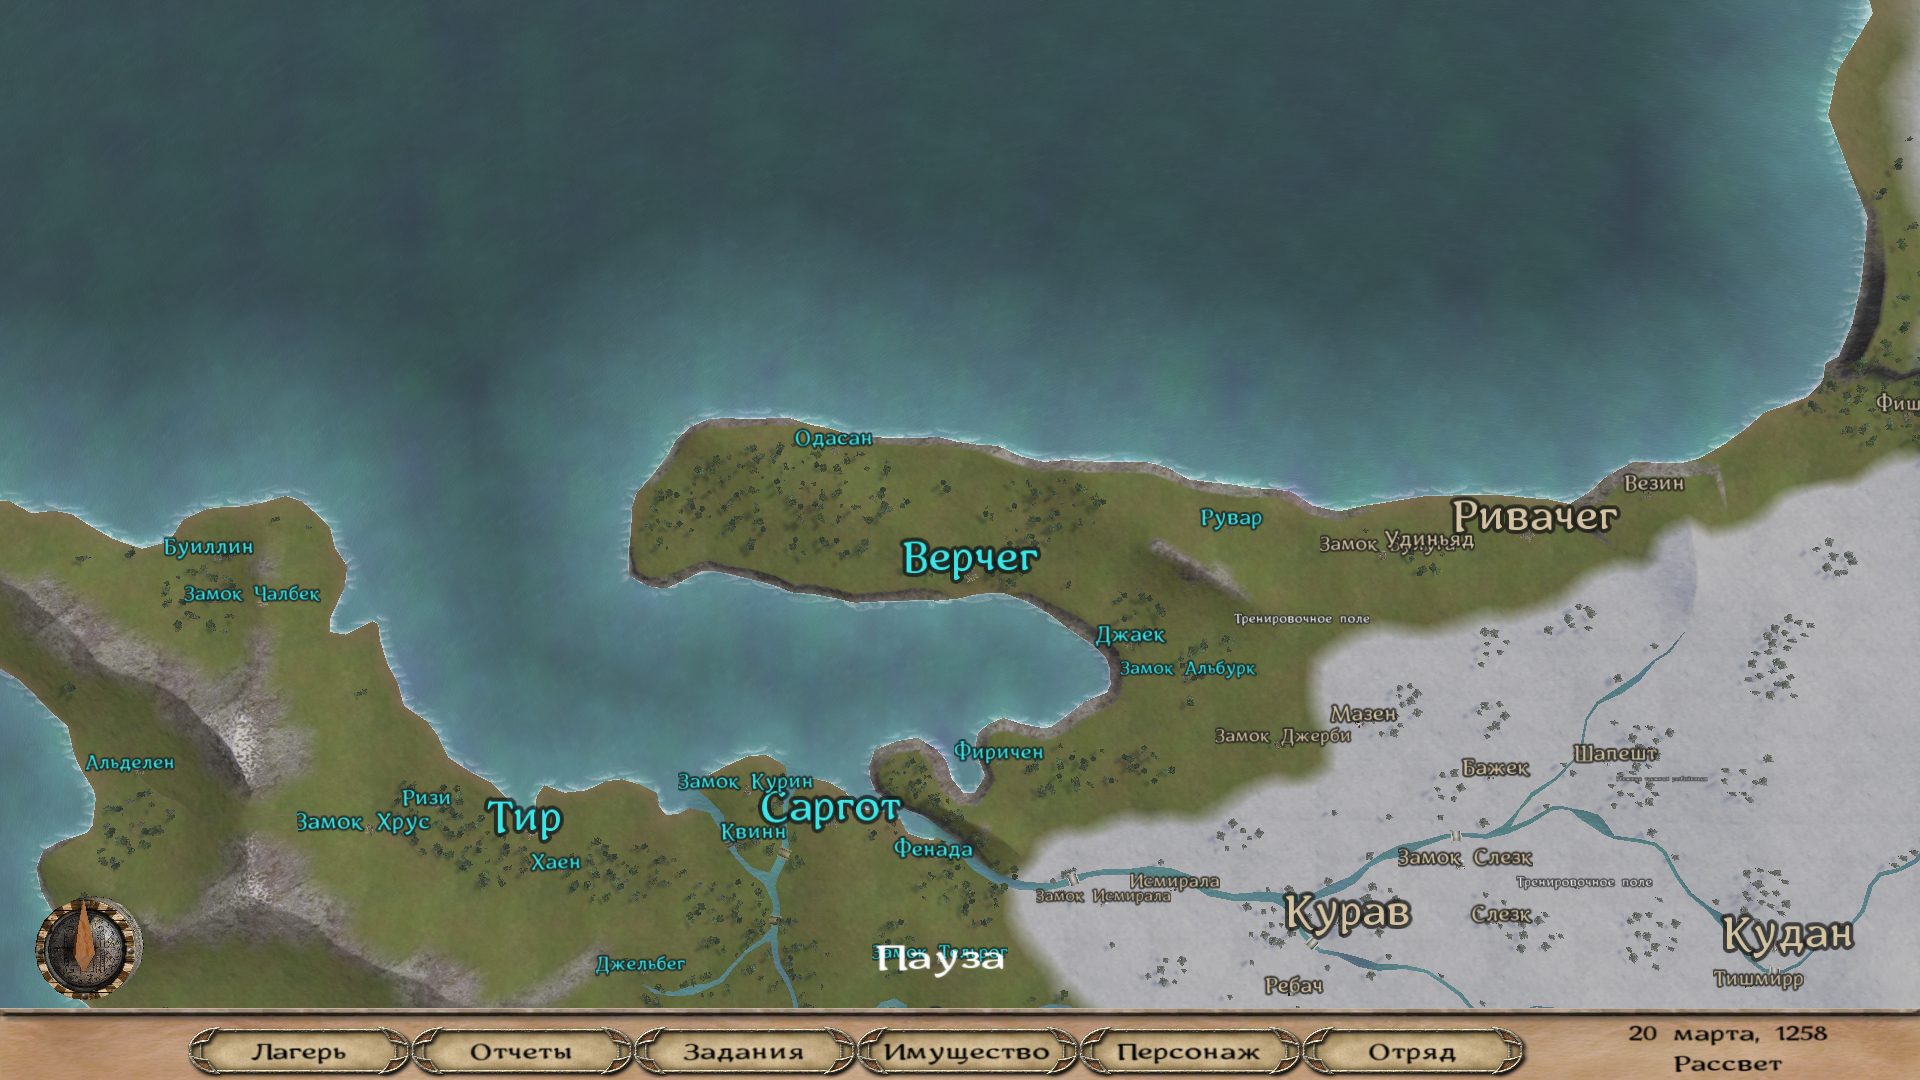 Фиш
Одасан
Везин
Рувар
Ривачег
Удиньяд
Замок
Буиллин
Верчег
Замок Чалбек
Тренировочное поле
Джаек
Замок Альбурк
Мазен
Замок Джерби
Фиричен
Шапешт
Альделен
Бажек
Замок Курин
Ризи
Саргот
Замок Хрус
Тир
Квинн
Фенада
Хаен
Замок Слезк
Исмирала
Тренировочное поле
Замок Исмирала
Курав
Слезк
Кудан
Замок Тельрог
Пауза
Джельбег
Тишмирр
Ребач
Лагерь
Отчеты
Задания
Имущество
Персонаж
Отряд
20 марта, 1258
Рассвет